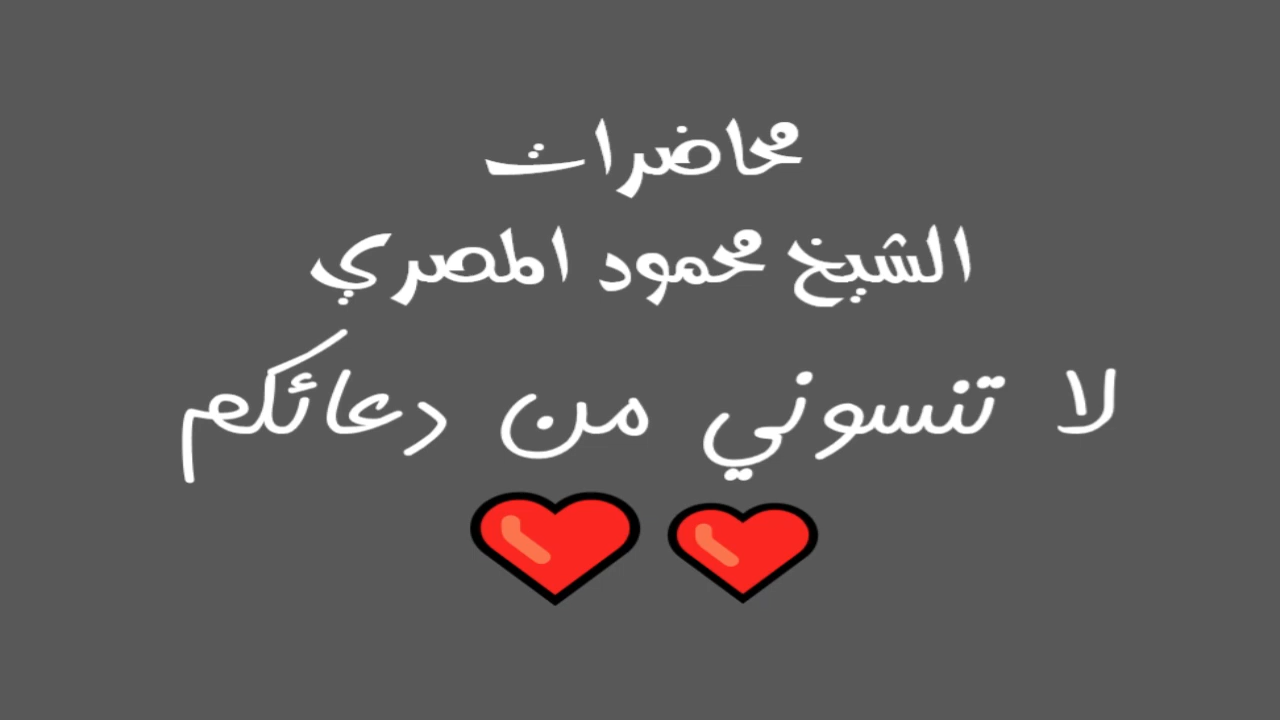 محاضرات
الشيخ محمود المصري
لا تنسوني من دعائكم